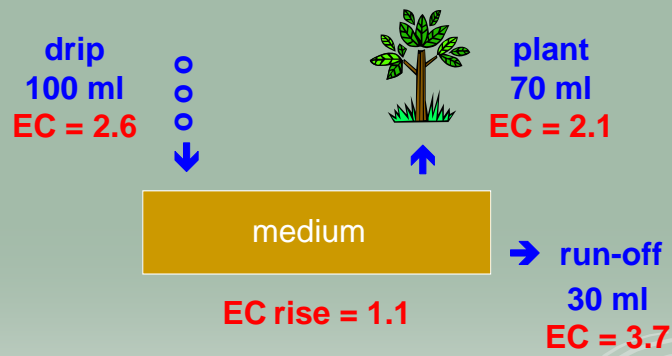 drip
100 ml
EC = 2.6
plant
70 ml
EC = 2.1
medium
run-off
30 ml
EC = 3.7
EC rise = 1.1